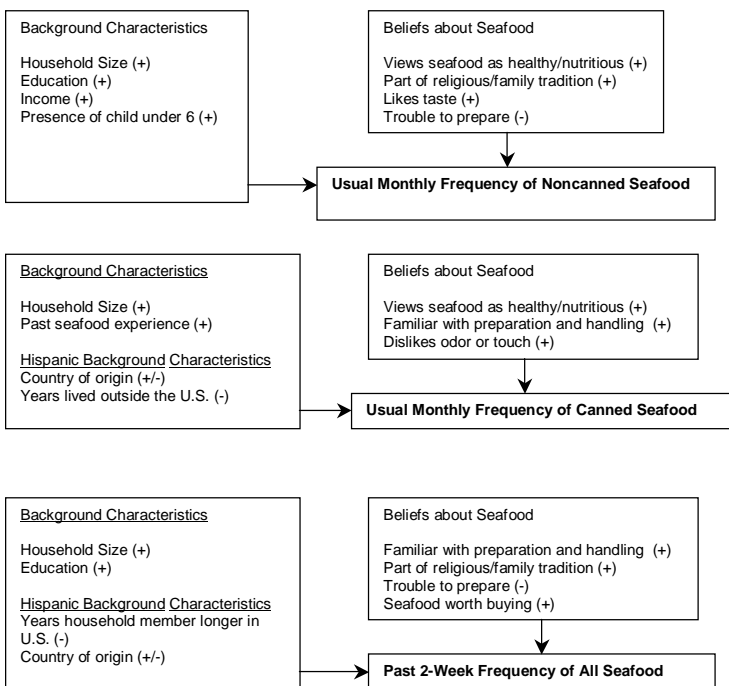 Background Characteristics
Household Size (+)
Education (+)
Income (+)
Presence of child under 6 (+)
Beliefs about Seafood
Views seafood as healthy/nutritious (+)
Part of religious/family tradition (+)
Likes taste (+)
Trouble to prepare (-)
Usual Monthly Frequency of Noncanned Seafood
Background Characteristics
Household Size (+)
Past seafood experience (+)
Hispanic Background Characteristics
Country of origin (+/-)
Years lived outside the U.S. (-)
Beliefs about Seafood
Views seafood as healthy/nutritious (+)
Familiar with preparation and handling (+)
Dislikes odor or touch (+)
Usual Monthly Frequency of Canned Seafood
Background Characteristics
Household Size (+)
Education (+)
Hispanic Background Characteristics
Years household member longer in
U.S. (-)
Country of origin (+/-)
Beliefs about Seafood
Familiar with preparation and handling (+)
Part of religious/family tradition (+)
Trouble to prepare (-)
Seafood worth buying (+)
Past 2-Week Frequency of All Seafood